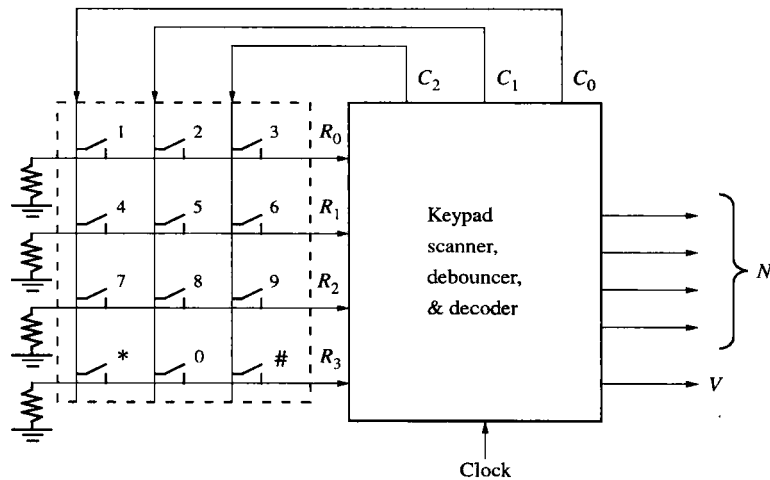 C₂ C₁ C₀
1 2 3 R₀
4 5 6 R₁
7 8 9 R₂
* 0 # R₃
Keypad
scanner,
debouncer,
& decoder
N
V
Clock